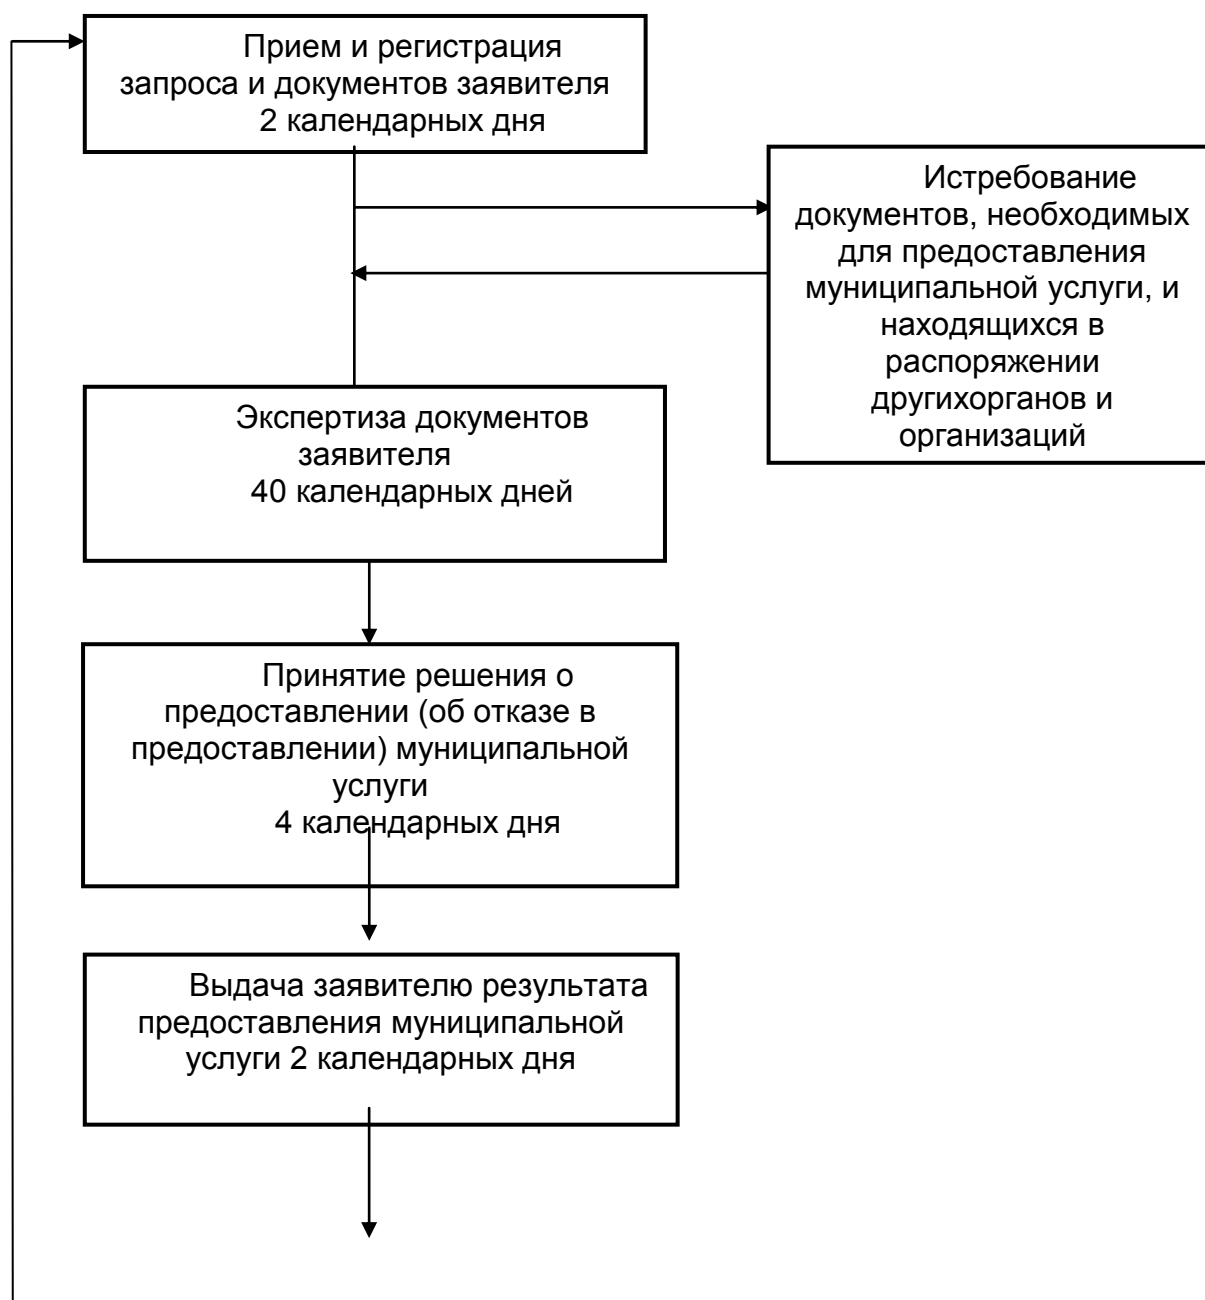 Прием и регистрация
запроса и документов заявителя
2 календарных дня
Истребование
документов, необходимых
для предоставления
муниципальной услуги, и
находящихся в
распоряжении
другихорганов и
организаций
Экспертиза документов
заявителя
40 календарных дней
Принятие решения о
предоставлении (об отказе в
предоставлении) муниципальной
услуги
4 календарных дня
Выдача заявителю результата
предоставления муниципальной
услуги 2 календарных дня